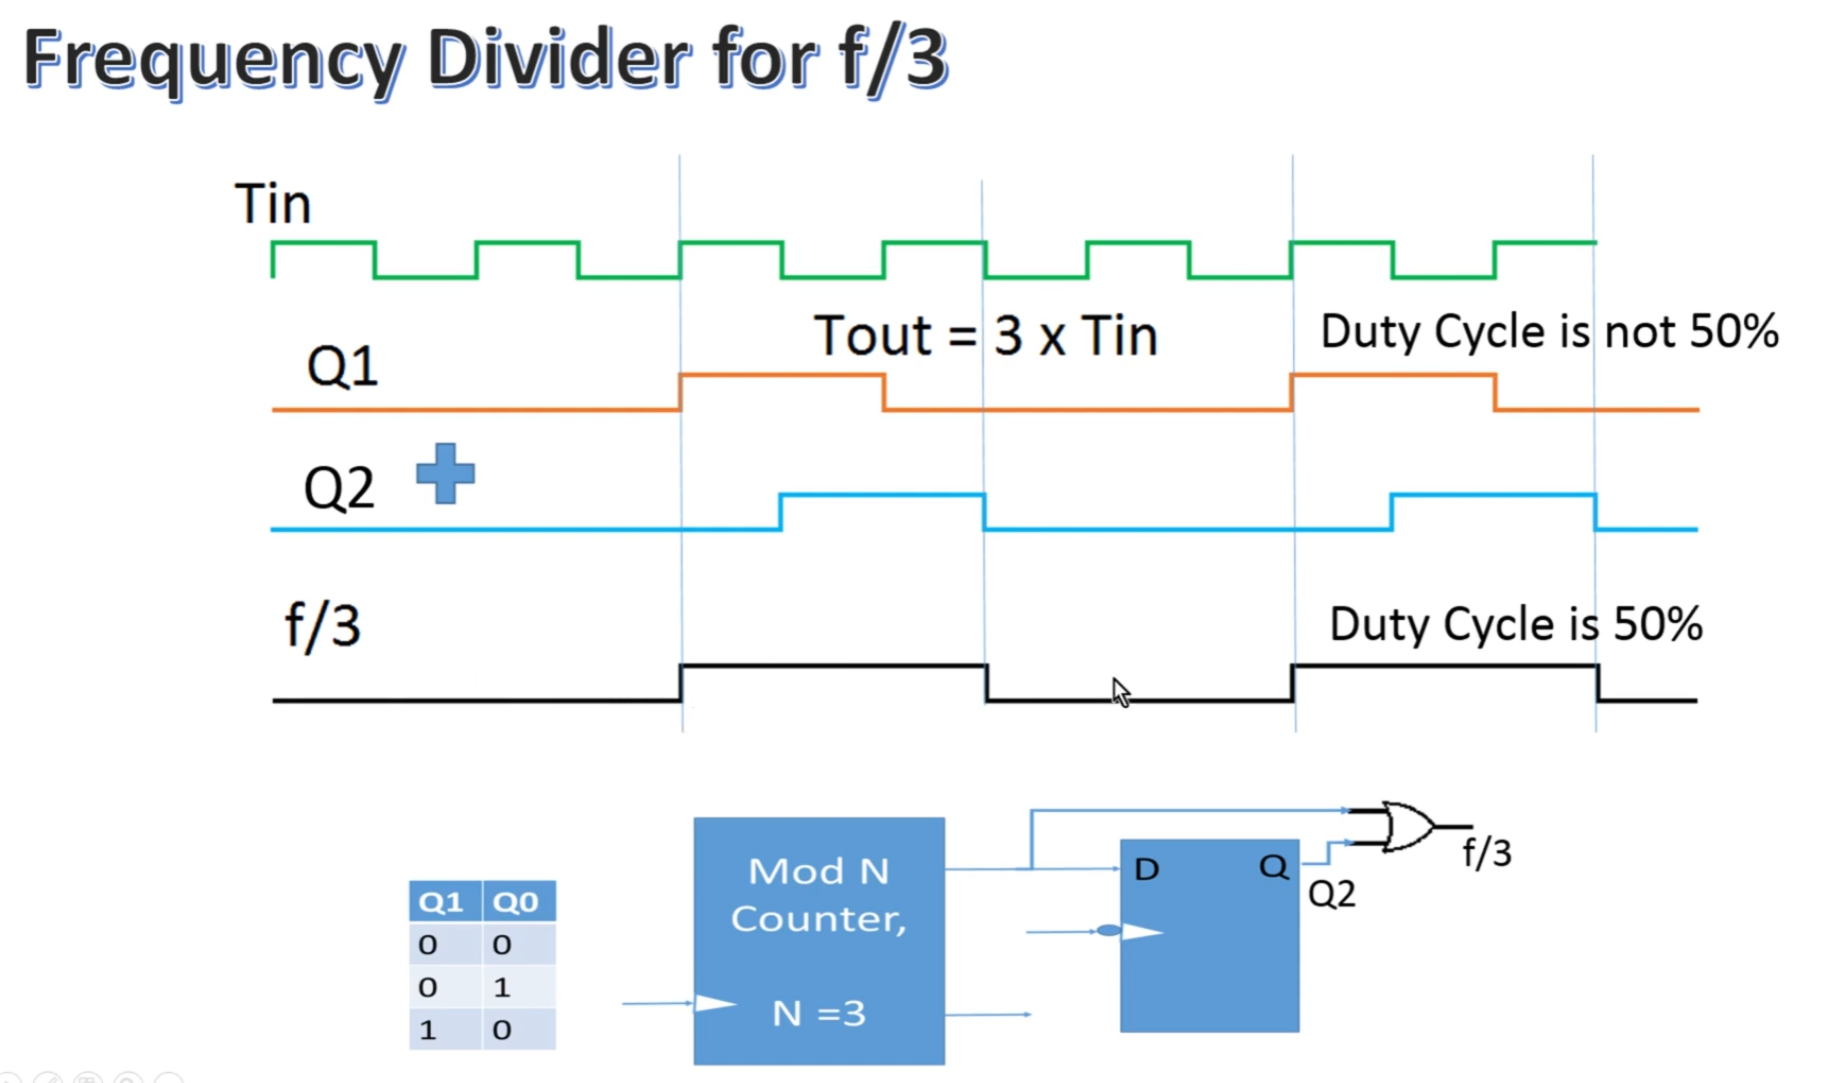 Frequency Divider for f/3
Tin
Tout = 3 x Tin
Duty Cycle is not 50%
Q1
Q2
f/3
Duty Cycle is 50%
Q1 Q0
0 0
0 1
1 0
Mod N
Counter,
N =3
D Q
Q2
f/3